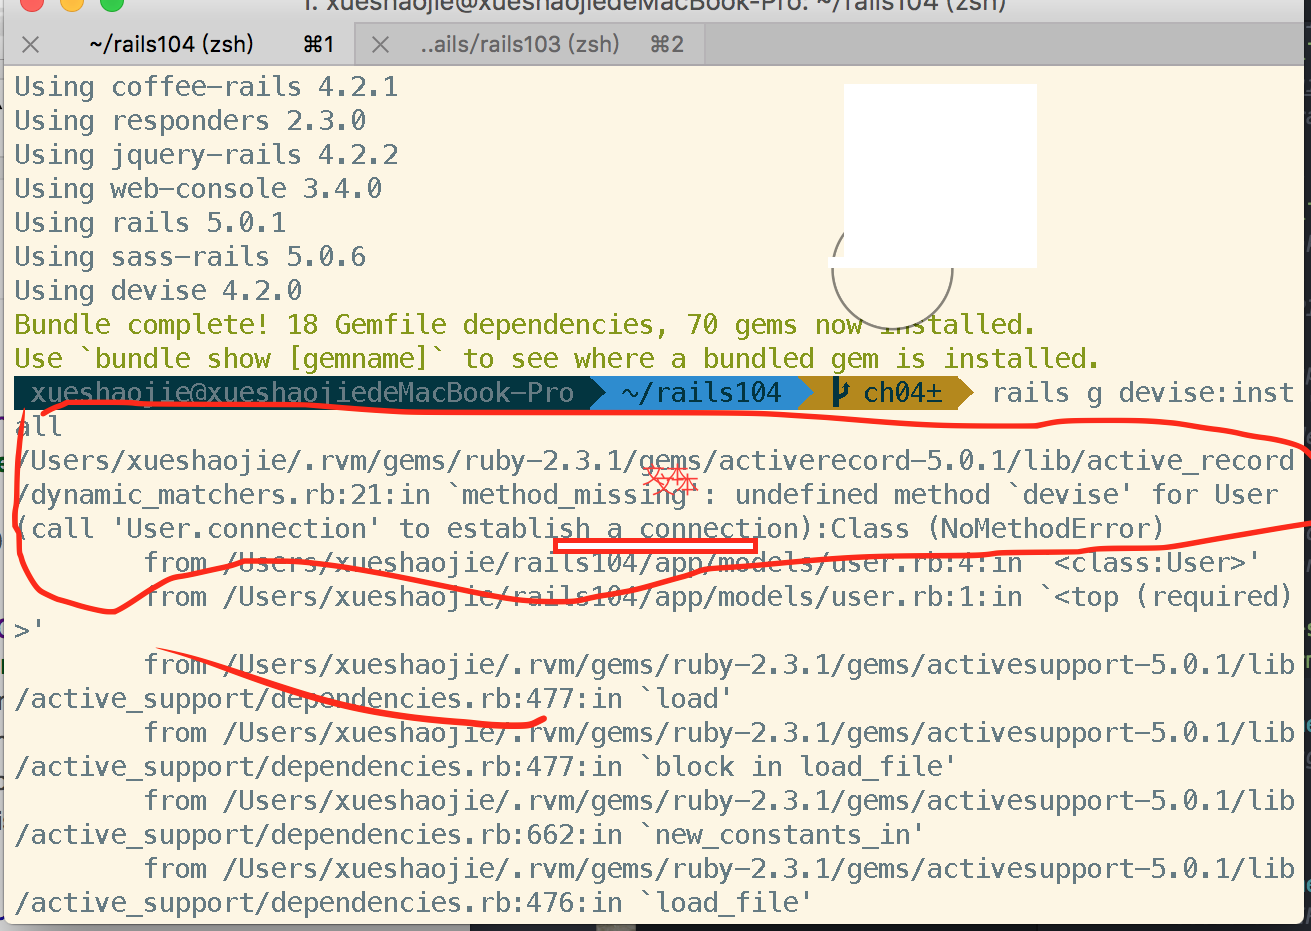 1. xueshaojie@xueshaojiedeMacBook-Pro: ~/rails104 (zsh)
~/rails104 (zsh) ⌘1 ..ails/rails103 (zsh) ⌘2
Using coffee-rails 4.2.1
Using responders 2.3.0
Using jquery-rails 4.2.2
Using web-console 3.4.0
Using rails 5.0.1
Using sass-rails 5.0.6
Using devise 4.2.0
Bundle complete! 18 Gemfile dependencies, 70 gems now installed.
Use `bundle show [gemname]` to see where a bundled gem is installed.
xueshaojie@xueshaojiedeMacBook-Pro ~/rails104 ch04± rails g devise:inst
all
/Users/xueshaojie/.rvm/gems/ruby-2.3.1/gems/activerecord-5.0.1/lib/active_record
/dynamic_matchers.rb:21:in `method_missing': undefined method `devise' for User
(call 'User.connection' to establish a connection):Class (NoMethodError)
from /Users/xueshaojie/rails104/app/models/user.rb:4:in `<class:User>'
from /Users/xueshaojie/rails104/app/models/user.rb:1:in `<top (required)
>'
from /Users/xueshaojie/.rvm/gems/ruby-2.3.1/gems/activesupport-5.0.1/lib
/active_support/dependencies.rb:477:in `load'
from /Users/xueshaojie/.rvm/gems/ruby-2.3.1/gems/activesupport-5.0.1/lib
/active_support/dependencies.rb:477:in `block in load_file'
from /Users/xueshaojie/.rvm/gems/ruby-2.3.1/gems/activesupport-5.0.1/lib
/active_support/dependencies.rb:662:in `new_constants_in'
from /Users/xueshaojie/.rvm/gems/ruby-2.3.1/gems/activesupport-5.0.1/lib
/active_support/dependencies.rb:476:in `load_file'